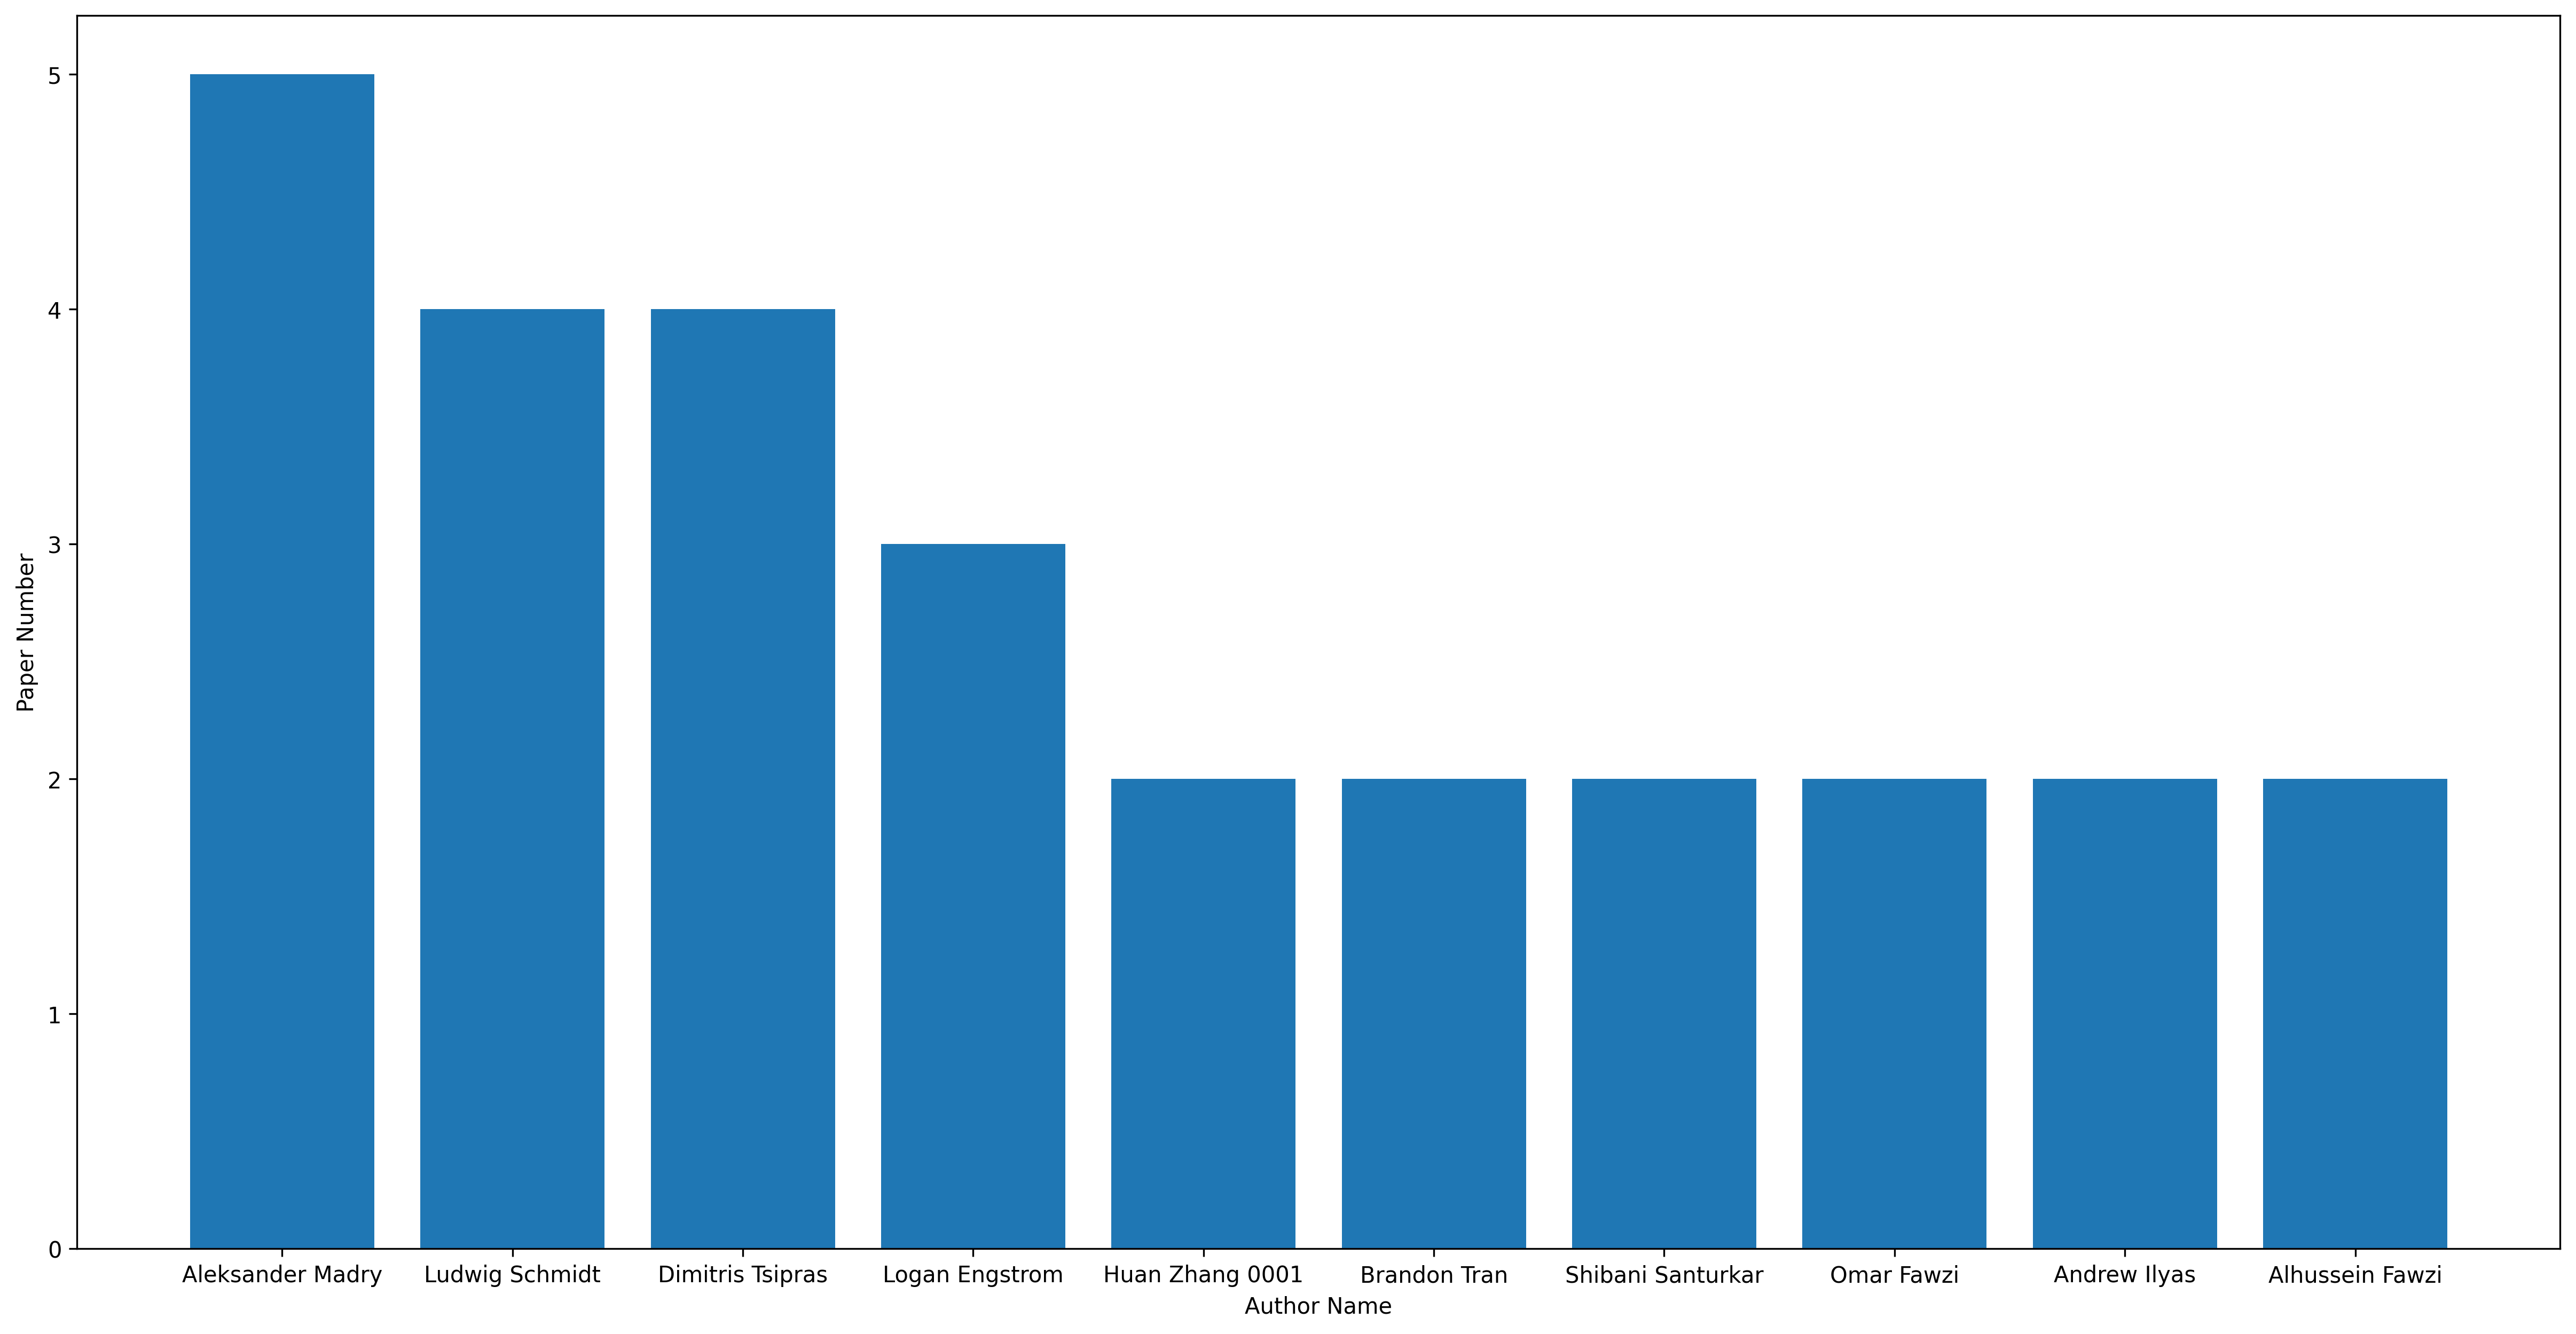 5
4
3
2
1
0
Paper Number
Aleksander Madry Ludwig Schmidt Dimitris Tsipras Logan Engstrom Huan Zhang 0001 Brandon Tran Shibani Santurkar Omar Fawzi Andrew Ilyas Alhussein Fawzi
Author Name